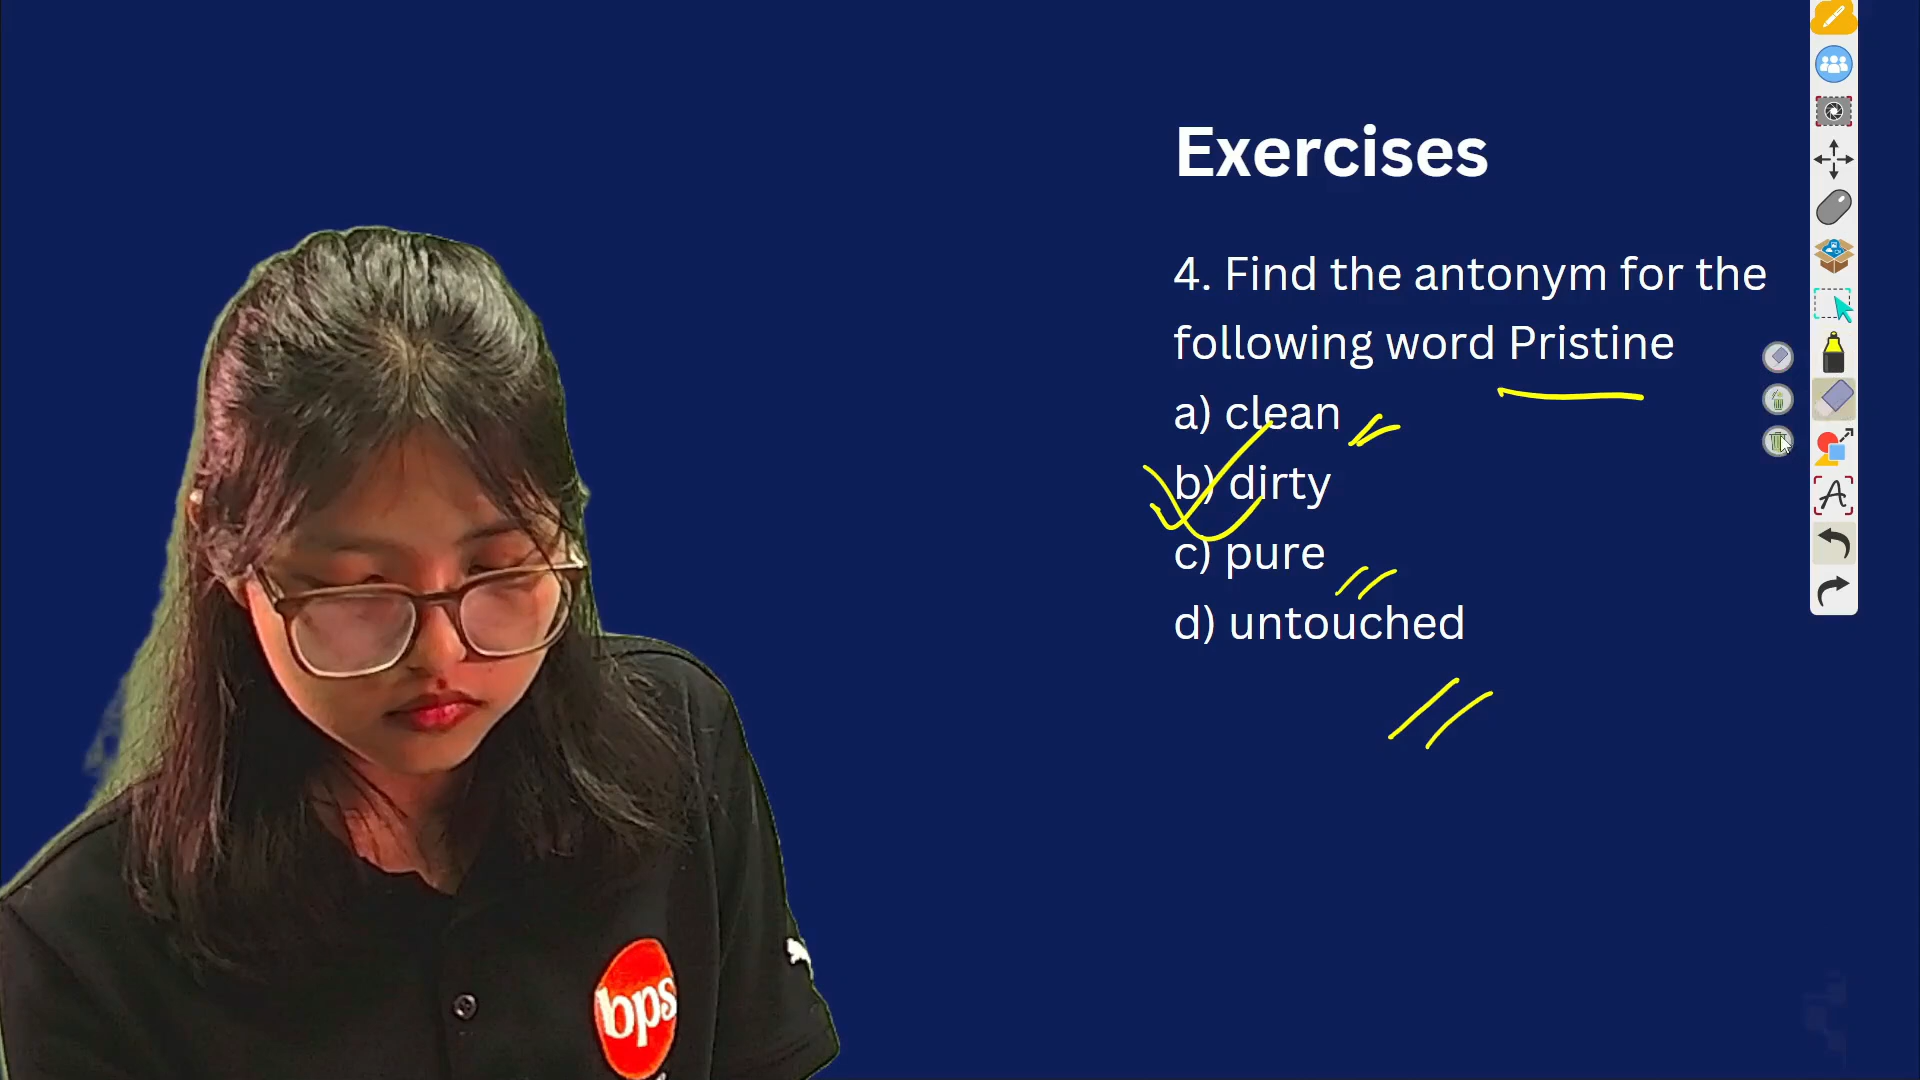 Exercises
4. Find the antonym for the
following word Pristine
a) clean
b) dirty
c) pure
d) untouched
bps